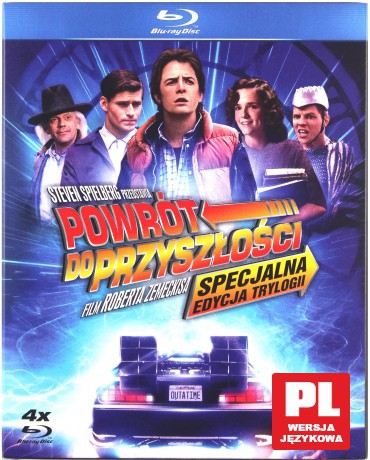 Blu-ray Disc
STEVEN SPIELBERG PRZEDSTAWIA
POWRÓT
DO PRZYSZŁOŚCI
FILM ROBERTA ZEMECKISA
SPECJALNA
EDYCJA TRYLOGII
OUTATIME
4x
Blu-ray Disc
PL
WERSJA
JĘZYKOWA